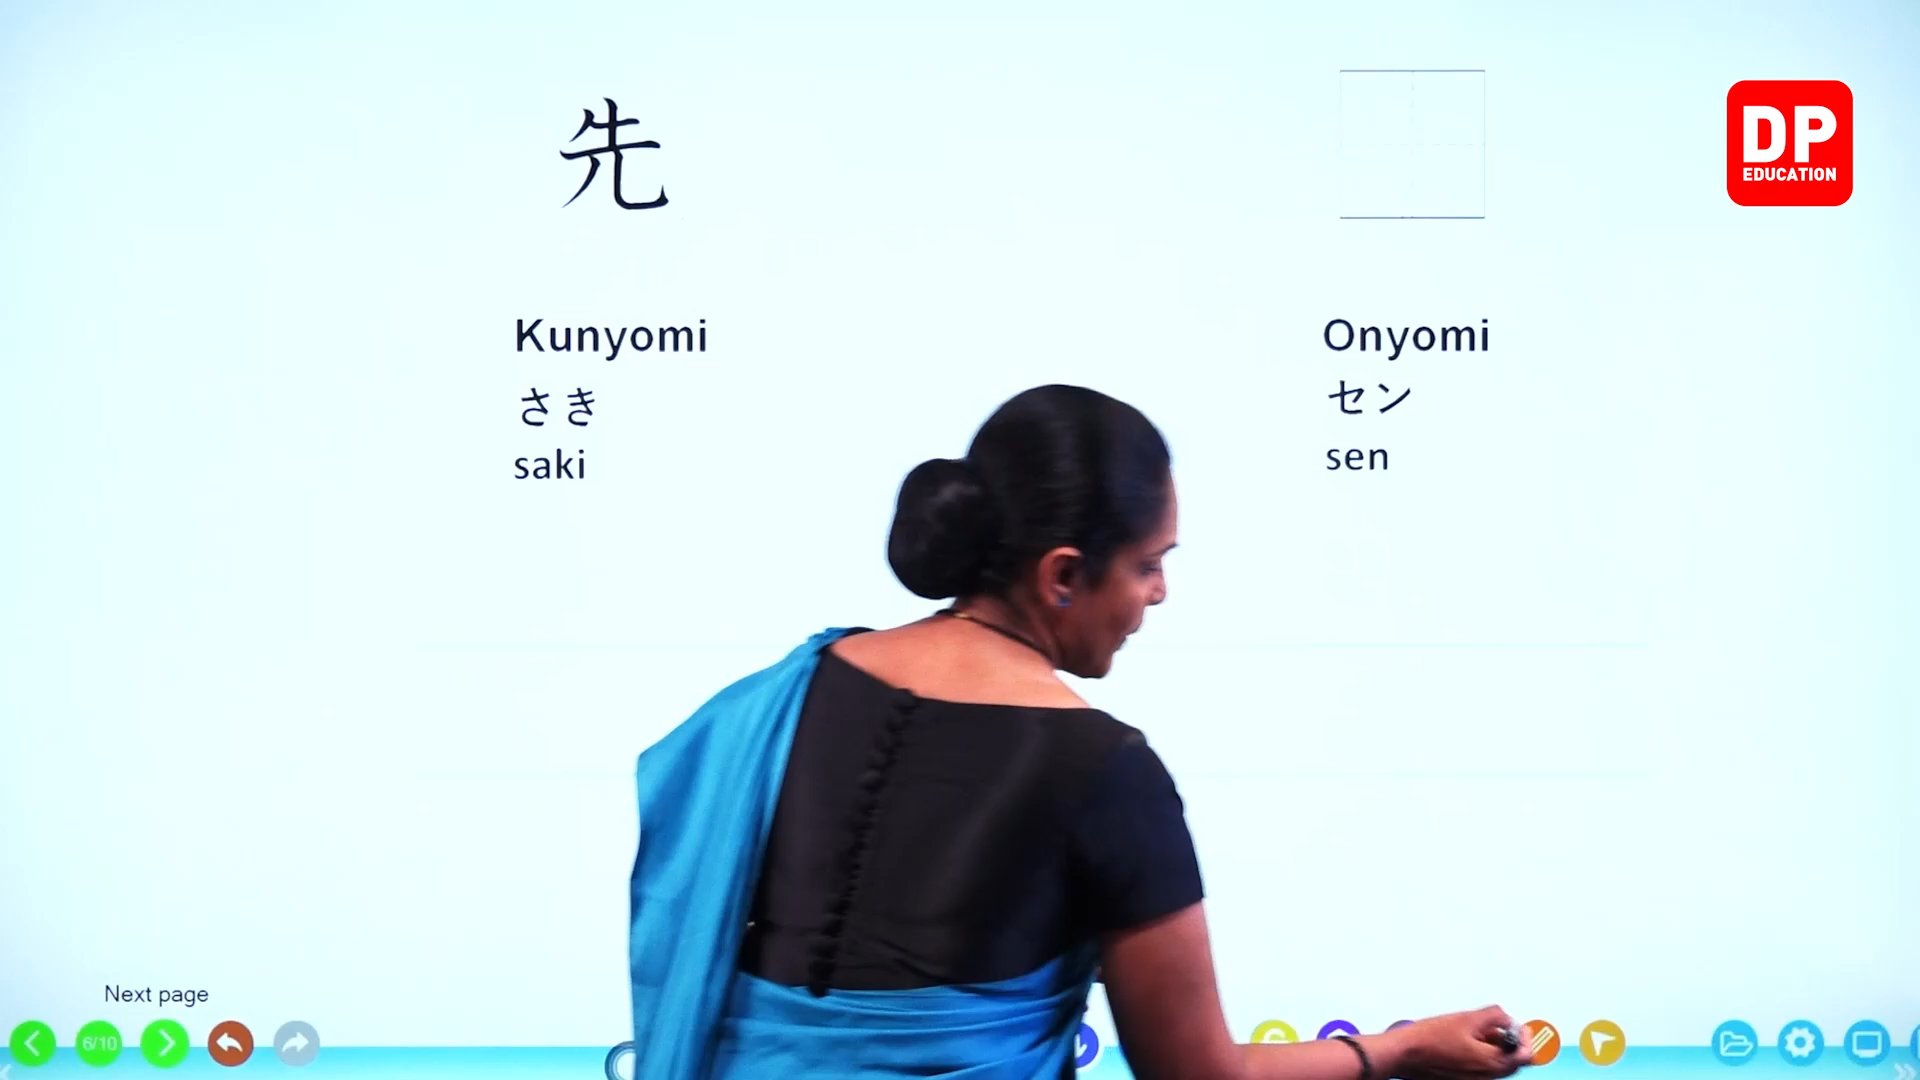 先
DP
EDUCATION
Kunyomi
Onyomi
さき
セン
saki
sen
Next page
6/10